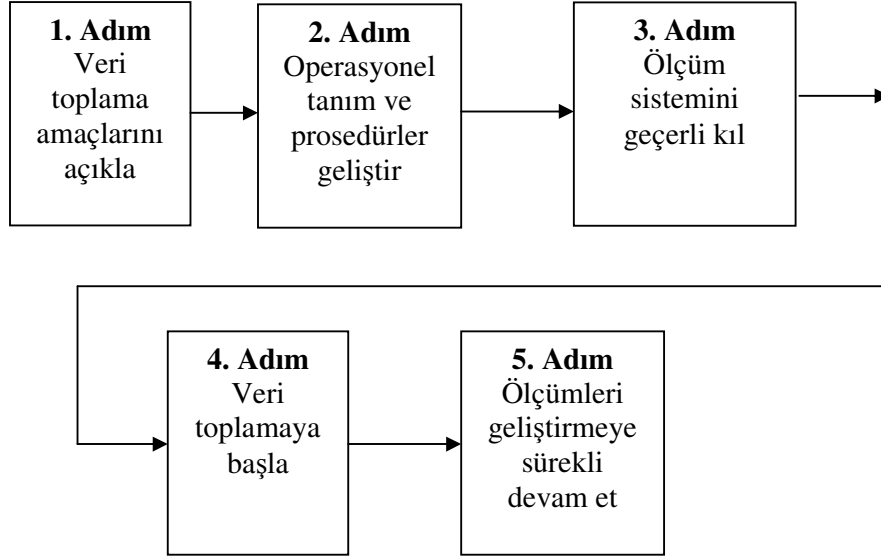 1. Adım
Veri
toplama
amaçlarını
açıkla
2. Adım
Operasyonel
tanım ve
prosedürler
geliştir
3. Adım
Ölçüm
sistemini
geçerli kıl
4. Adım
Veri
toplamaya
başla
5. Adım
Ölçümleri
geliştirmeye
sürekli
devam et